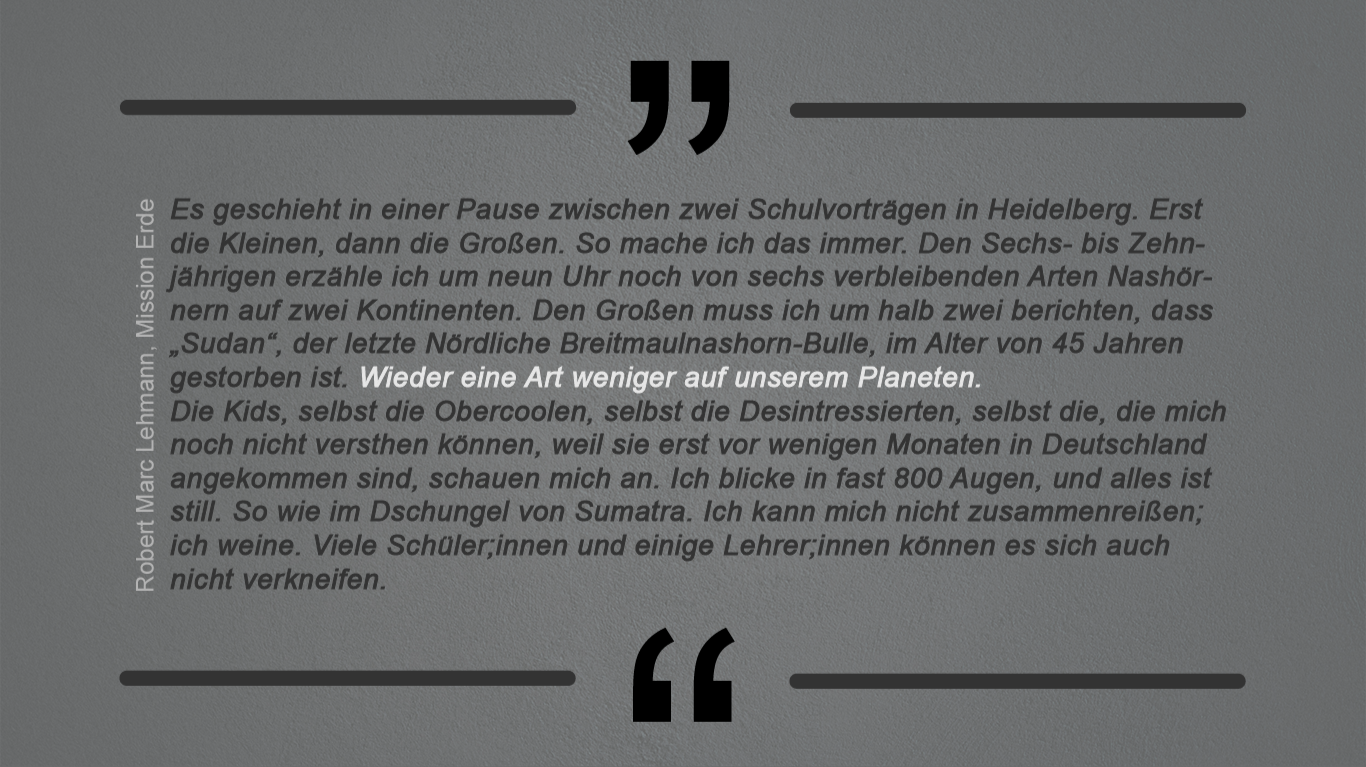 ”
Es geschieht in einer Pause zwischen zwei Schulvorträgen in Heidelberg. Erst
die Kleinen, dann die Großen. So mache ich das immer. Den Sechs- bis Zehn-
jährigen erzähle ich um neun Uhr noch von sechs verbleibenden Arten Nashör-
nern auf zwei Kontinenten. Den Großen muss ich um halb zwei berichten, dass
„Sudan“, der letzte Nördliche Breitmaulnashorn-Bulle, im Alter von 45 Jahren
gestorben ist. Wieder eine Art weniger auf unserem Planeten.
Die Kids, selbst die Obercoolen, selbst die Desintressierten, selbst die, die mich
noch nicht versthen können, weil sie erst vor wenigen Monaten in Deutschland
angekommen sind, schauen mich an. Ich blicke in fast 800 Augen, und alles ist
still. So wie im Dschungel von Sumatra. Ich kann mich nicht zusammenreißen;
ich weine. Viele Schüler;innen und einige Lehrer;innen können es sich auch
nicht verkneifen.
“
Robert Marc Lehmann, Mission Erde